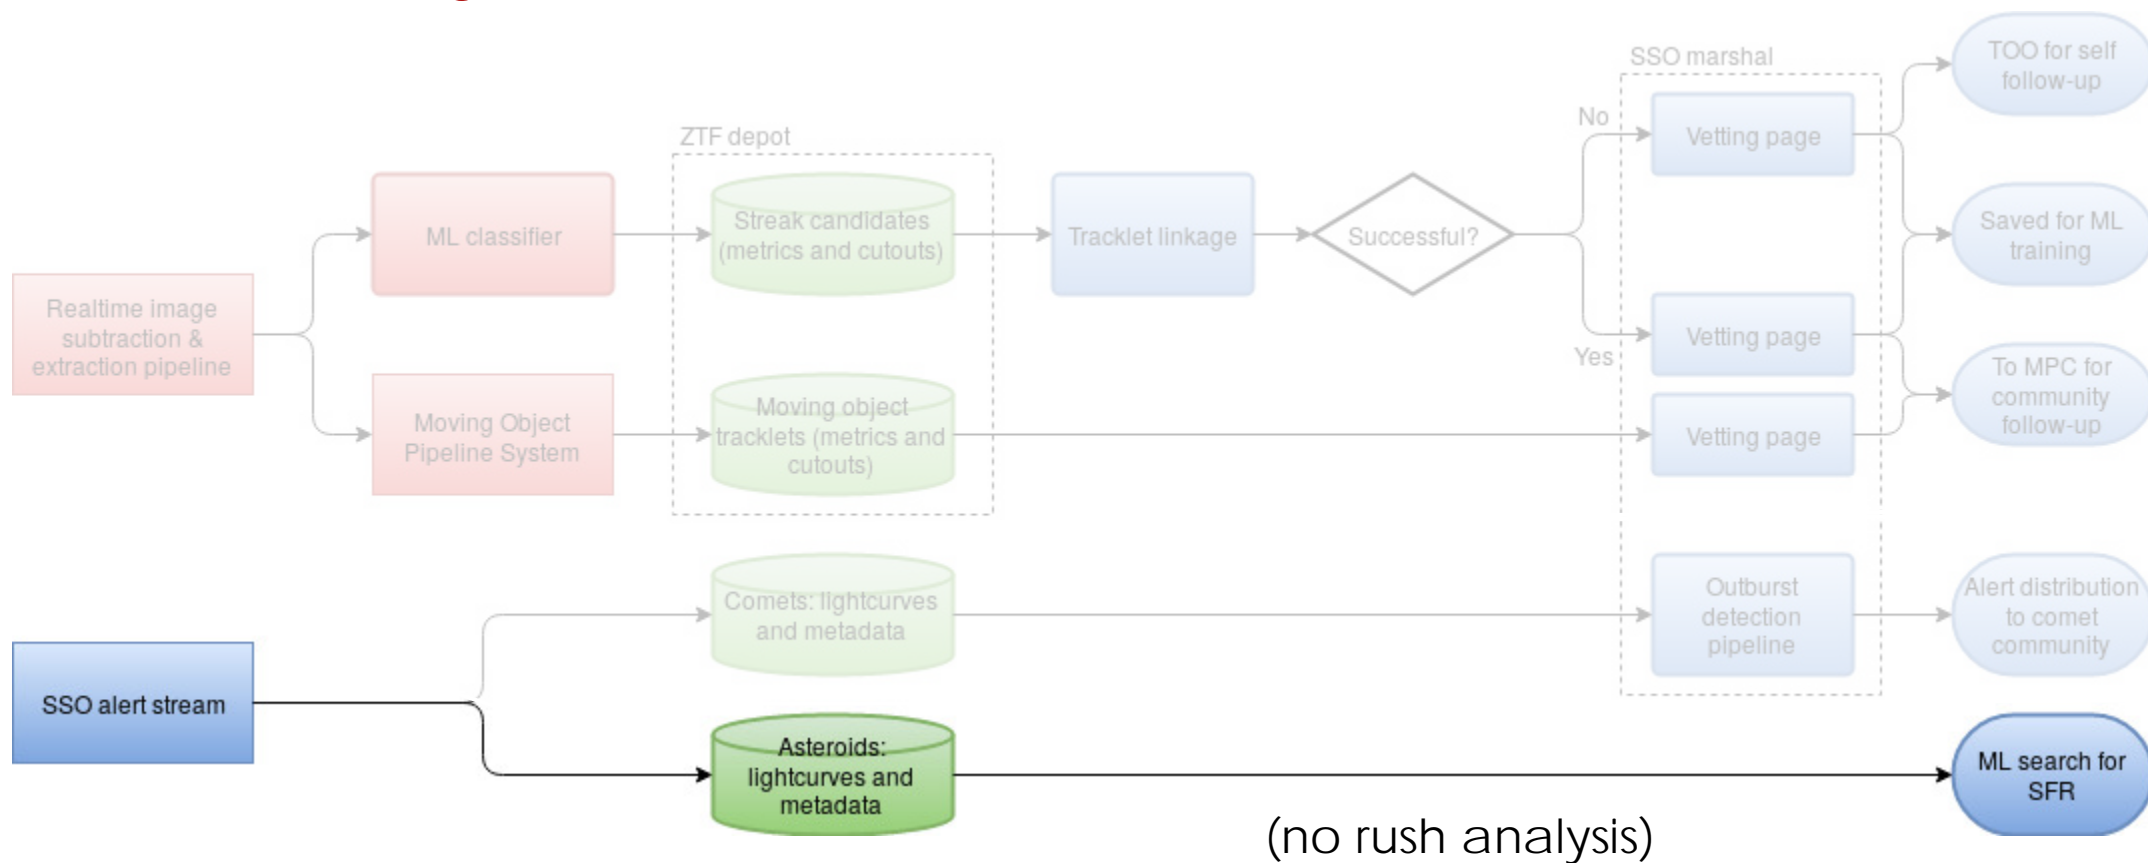 SSO marshal
TOO for self
follow-up
No
Vetting page
ZTF depot
ML classifier
Streak candidates
(metrics and cutouts)
Tracklet linkage
Successful?
Saved for ML
training
Realtime image
subtraction &
extraction pipeline
Vetting page
Yes
To MPC for
community
follow-up
Moving Object
Pipeline System
Moving object
tracklets (metrics and
cutouts)
Vetting page
Comets: lightcurves
and metadata
Outburst
detection
pipeline
Alert distribution
to comet
community
SSO alert stream
Asteroids:
lightcurves and
metadata
ML search for
SFR
(no rush analysis)